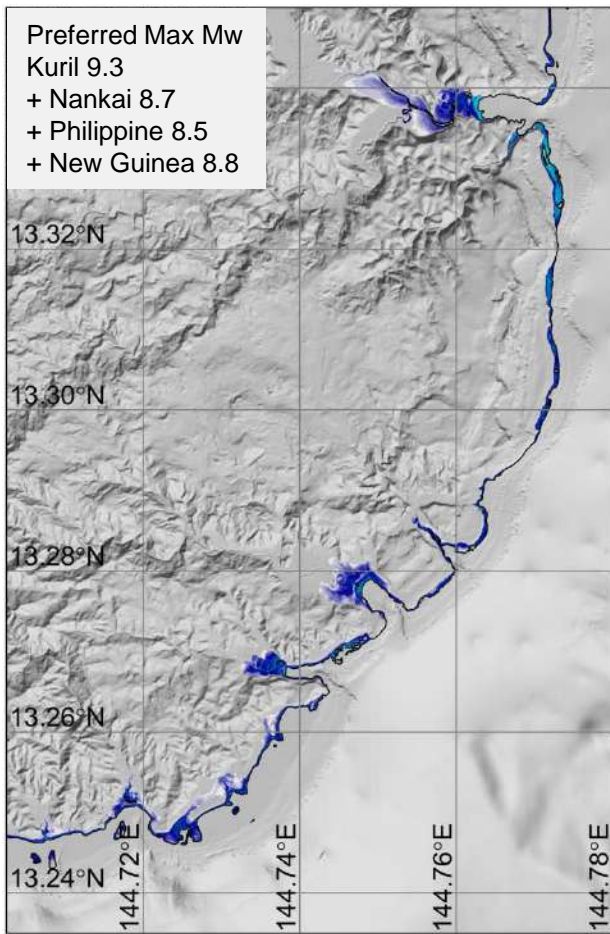 Preferred Max Mw
Kuril 9.3
+ Nankai 8.7
+ Philippine 8.5
+ New Guinea 8.8
13.32°N
13.30°N
13.28°N
13.26°N
13.24°N
144.72°E
144.74°E
144.76°E
144.78°E